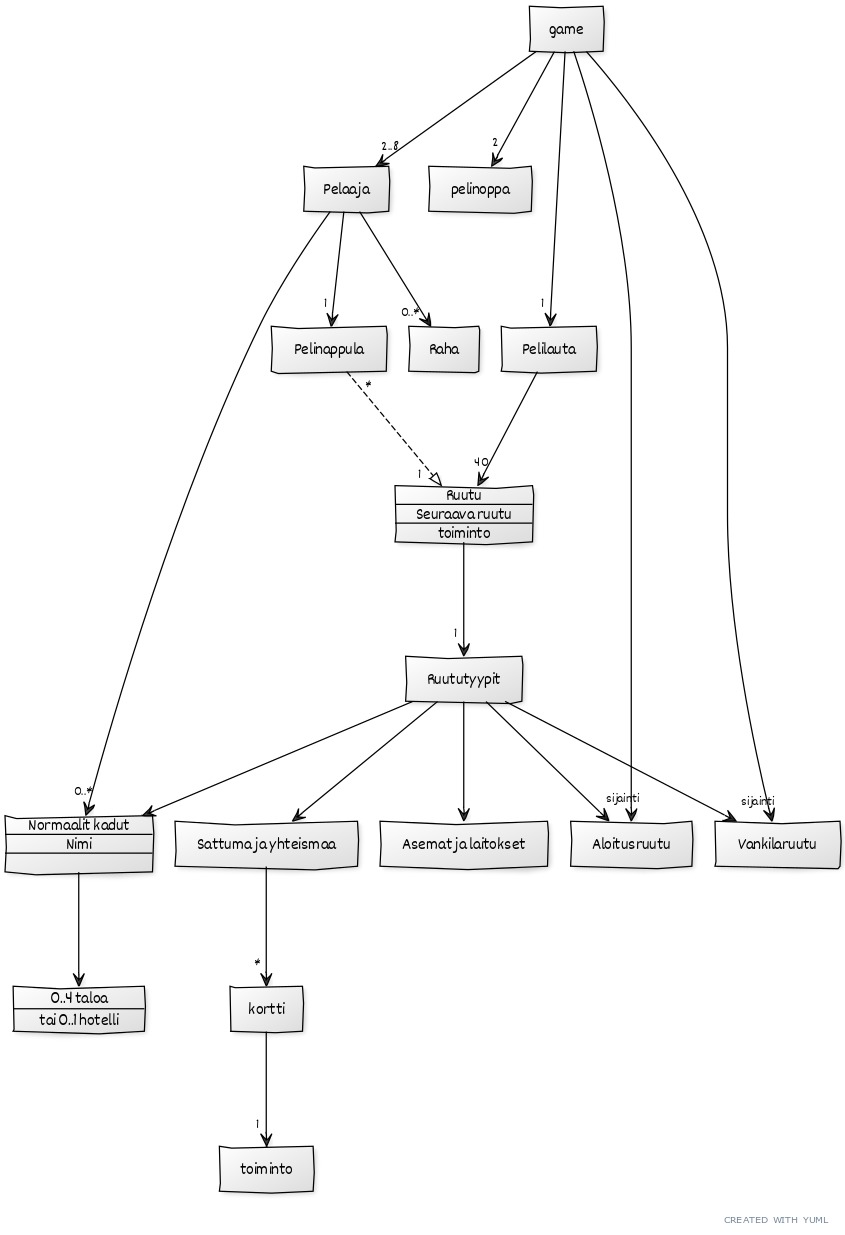 game
2..8
2
Pelaaja
pelinoppa
1
0..*
1
Pelinappula
Raha
Pelilauta
*
1
40
Ruutu
Seuraava ruutu
toiminto
1
Ruututyypit
0..*
sijainti
sijainti
Normaalit kadut
Nimi
Sattuma ja yhteismaa
Asemat ja laitokset
Aloitusruutu
Vankilaruutu
*
0..4 taloa
tai 0..1 hotelli
kortti
1
toiminto
CREATED WITH YUML